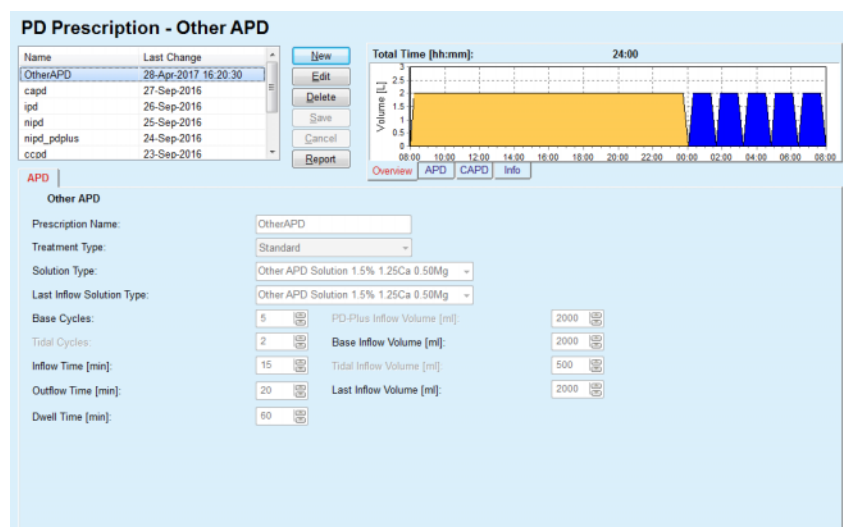 PD Prescription - Other APD
Name Last Change
OtherAPD 28-Apr-2017 16:20:30
capd 27-Sep-2016
ipd 26-Sep-2016
nipd 25-Sep-2016
nipd_pdplus 24-Sep-2016
ccpd 23-Sep-2016
New
Edit
Delete
Save
Cancel
Report
Total Time [hh:mm]: 24:00
Volume [L]
3
2.5
2
1.5
1
0.5
0
08:00 10:00 12:00 14:00 16:00 18:00 20:00 22:00 00:00 02:00 04:00 06:00 08:00
Overview APD CAPD Info
APD
Other APD
Prescription Name: OtherAPD
Treatment Type: Standard
Solution Type: Other APD Solution 1.5% 1.25Ca 0.50Mg
Last Inflow Solution Type: Other APD Solution 1.5% 1.25Ca 0.50Mg
Base Cycles: 5 PD-Plus Inflow Volume [ml]: 2000
Tidal Cycles: 2 Base Inflow Volume [ml]: 2000
Inflow Time [min]: 15 Tidal Inflow Volume [ml]: 500
Outflow Time [min]: 20 Last Inflow Volume [ml]: 2000
Dwell Time [min]: 60